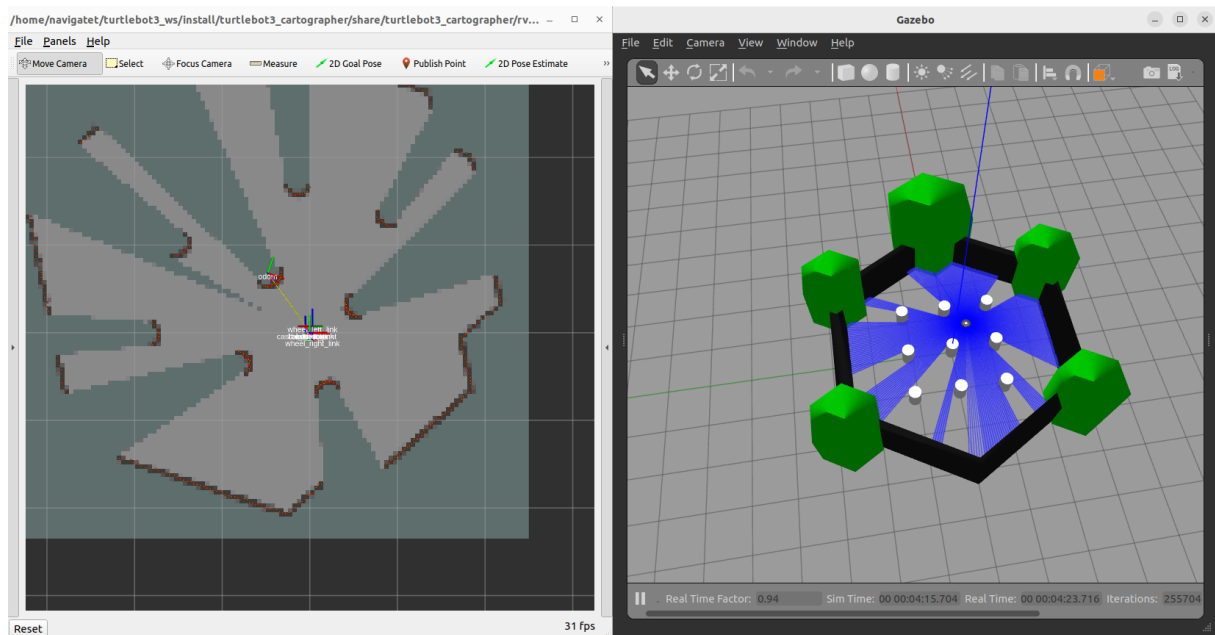 /home/navigatet/turtlebot3_ws/install/turtlebot3_cartographer/share/turtlebot3_cartographer/rv...
File Panels Help
Move Camera Select Focus Camera Measure 2D Goal Pose Publish Point 2D Pose Estimate »
odom
wheel_left_link
wheel_right_link
Reset
31 fps
Gazebo
File Edit Camera View Window Help
LOG
Real Time Factor: 0.94 Sim Time: 00 00:04:15.704 Real Time: 00 00:04:23.716 Iterations: 255704